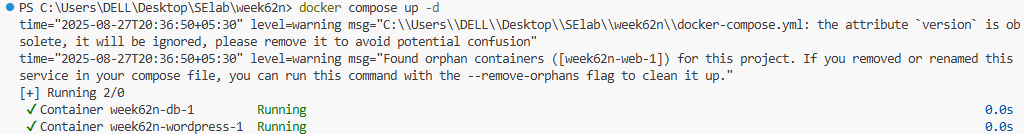 PS C:\Users\DELL\Desktop\SElab\week62n> docker compose up -d
time="2025-08-27T20:36:50+05:30" level=warning msg="C:\\Users\\DELL\\Desktop\\SElab\\week62n\\docker-compose.yml: the attribute `version` is ob
solete, it will be ignored, please remove it to avoid potential confusion"
time="2025-08-27T20:36:50+05:30" level=warning msg="Found orphan containers ([week62n-web-1]) for this project. If you removed or renamed this
service in your compose file, you can run this command with the --remove-orphans flag to clean it up."
[+] Running 2/0
✓ Container week62n-db-1 Running 0.0s
✓ Container week62n-wordpress-1 Running 0.0s